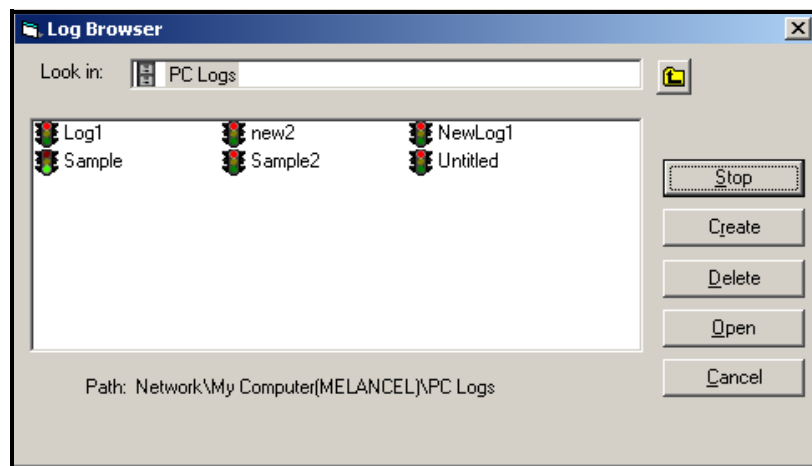 Log Browser
Look in: PC Logs
Log1 new2 NewLog1
Sample Sample2 Untitled
Stop
Create
Delete
Open
Cancel
Path: Network\My Computer(MELANCEL)\PC Logs